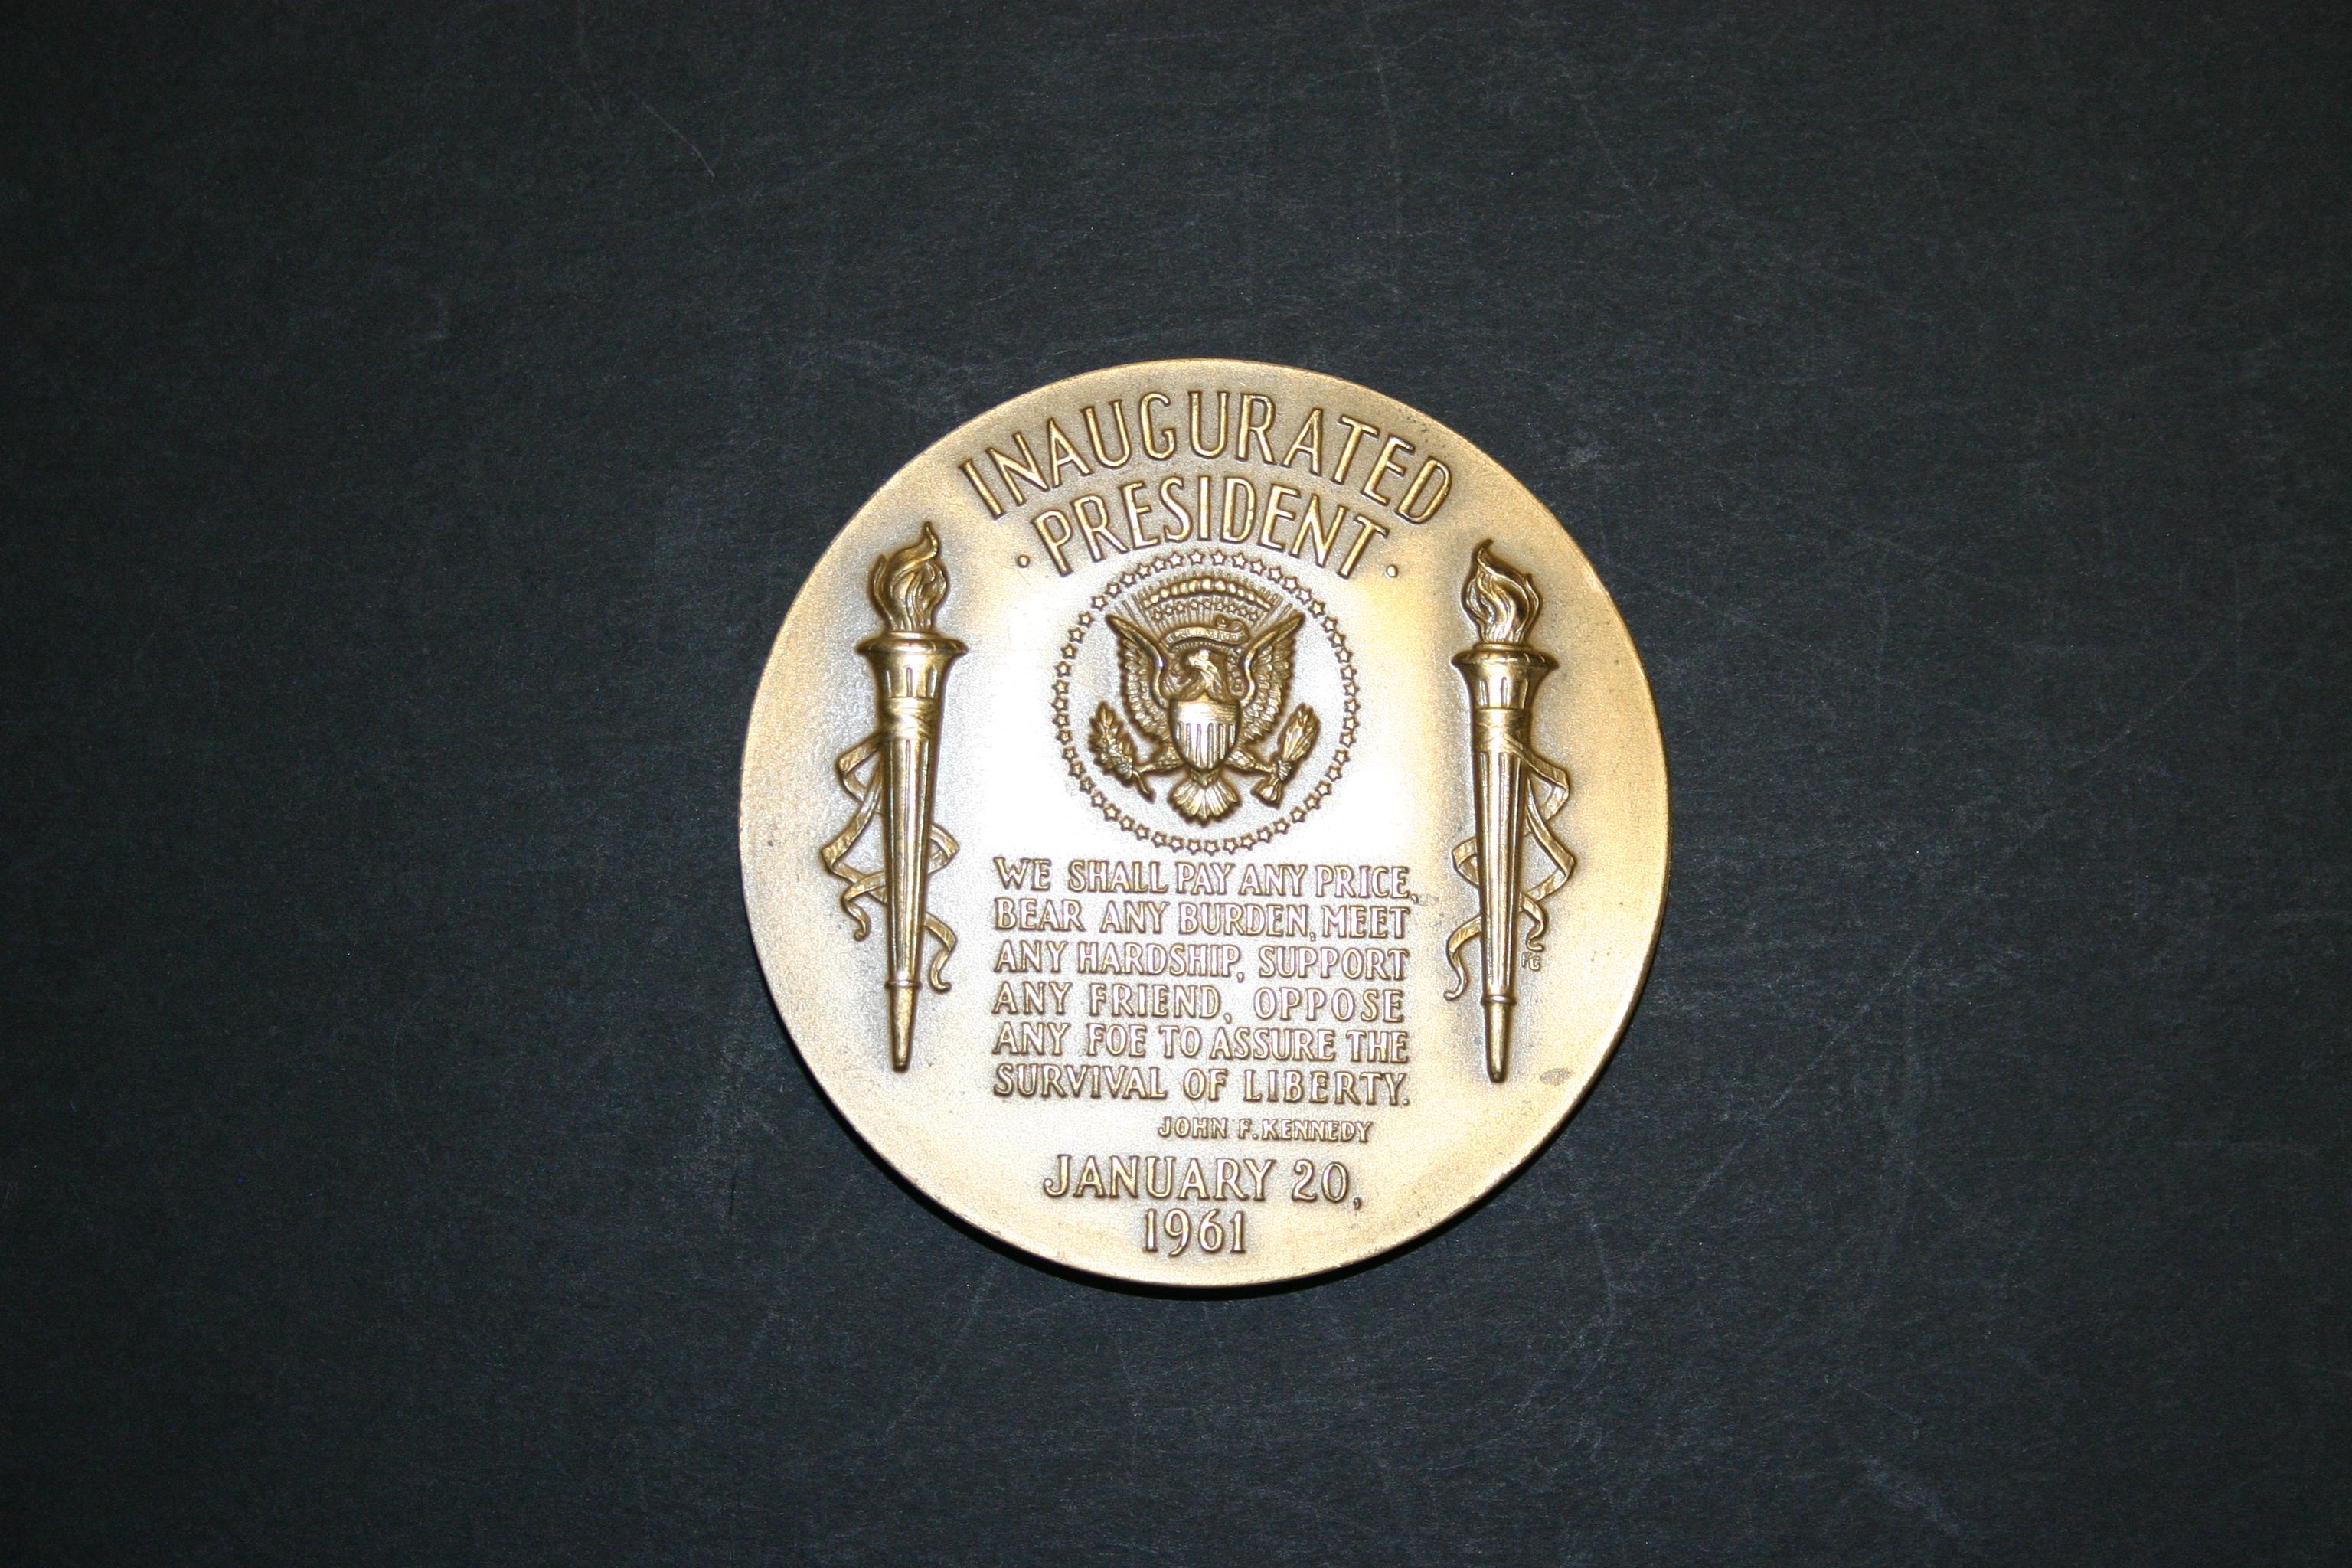 INAUGURATED
· PRESIDENT ·
WE SHALL PAY ANY PRICE,
BEAR ANY BURDEN, MEET
ANY HARDSHIP, SUPPORT
ANY FRIEND, OPPOSE
ANY FOE TO ASSURE THE
SURVIVAL OF LIBERTY.
JOHN F. KENNEDY
JANUARY 20,
1961